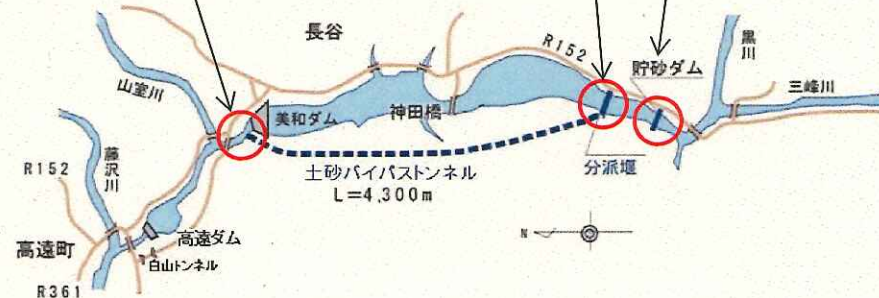 長谷
R152
黒川
貯砂ダム
三峰川
山室川
美和ダム
神田橋
分派堰
藤沢川
R152
土砂バイパストンネル
L=4,300m
N
高遠ダム
高遠町
白山トンネル
R361